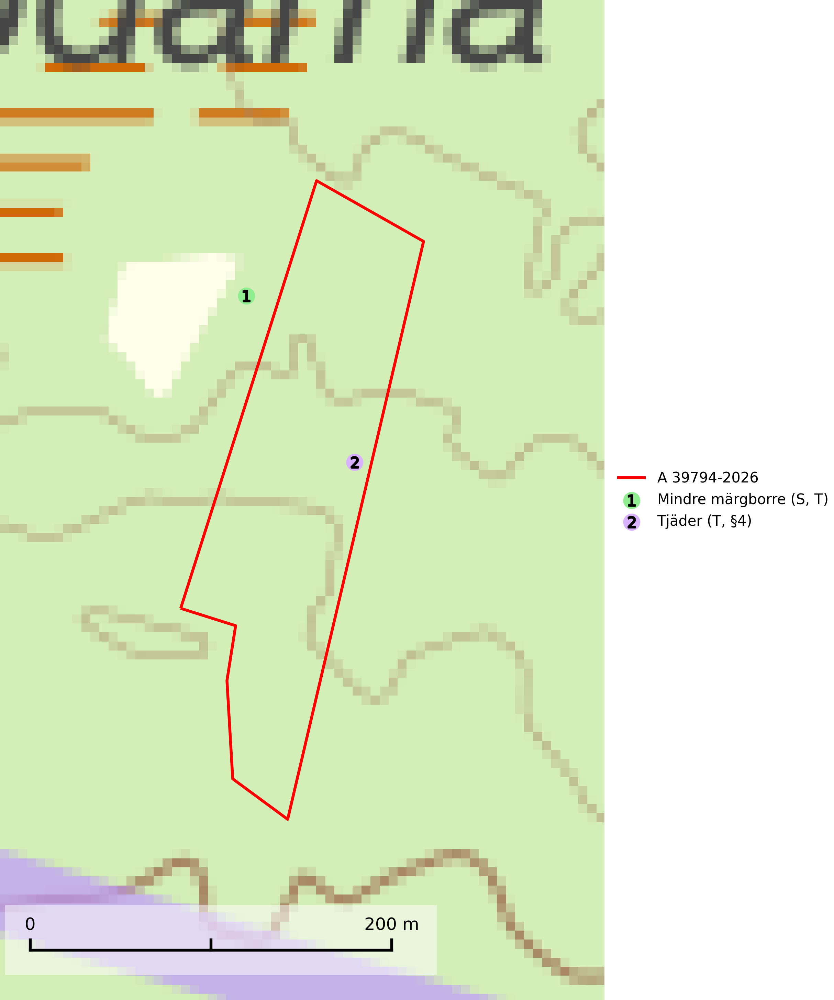 1
2
A 39794-2026
1 Mindre märgborre (S, T)
2 Tjäder (T, §4)
0 200 m